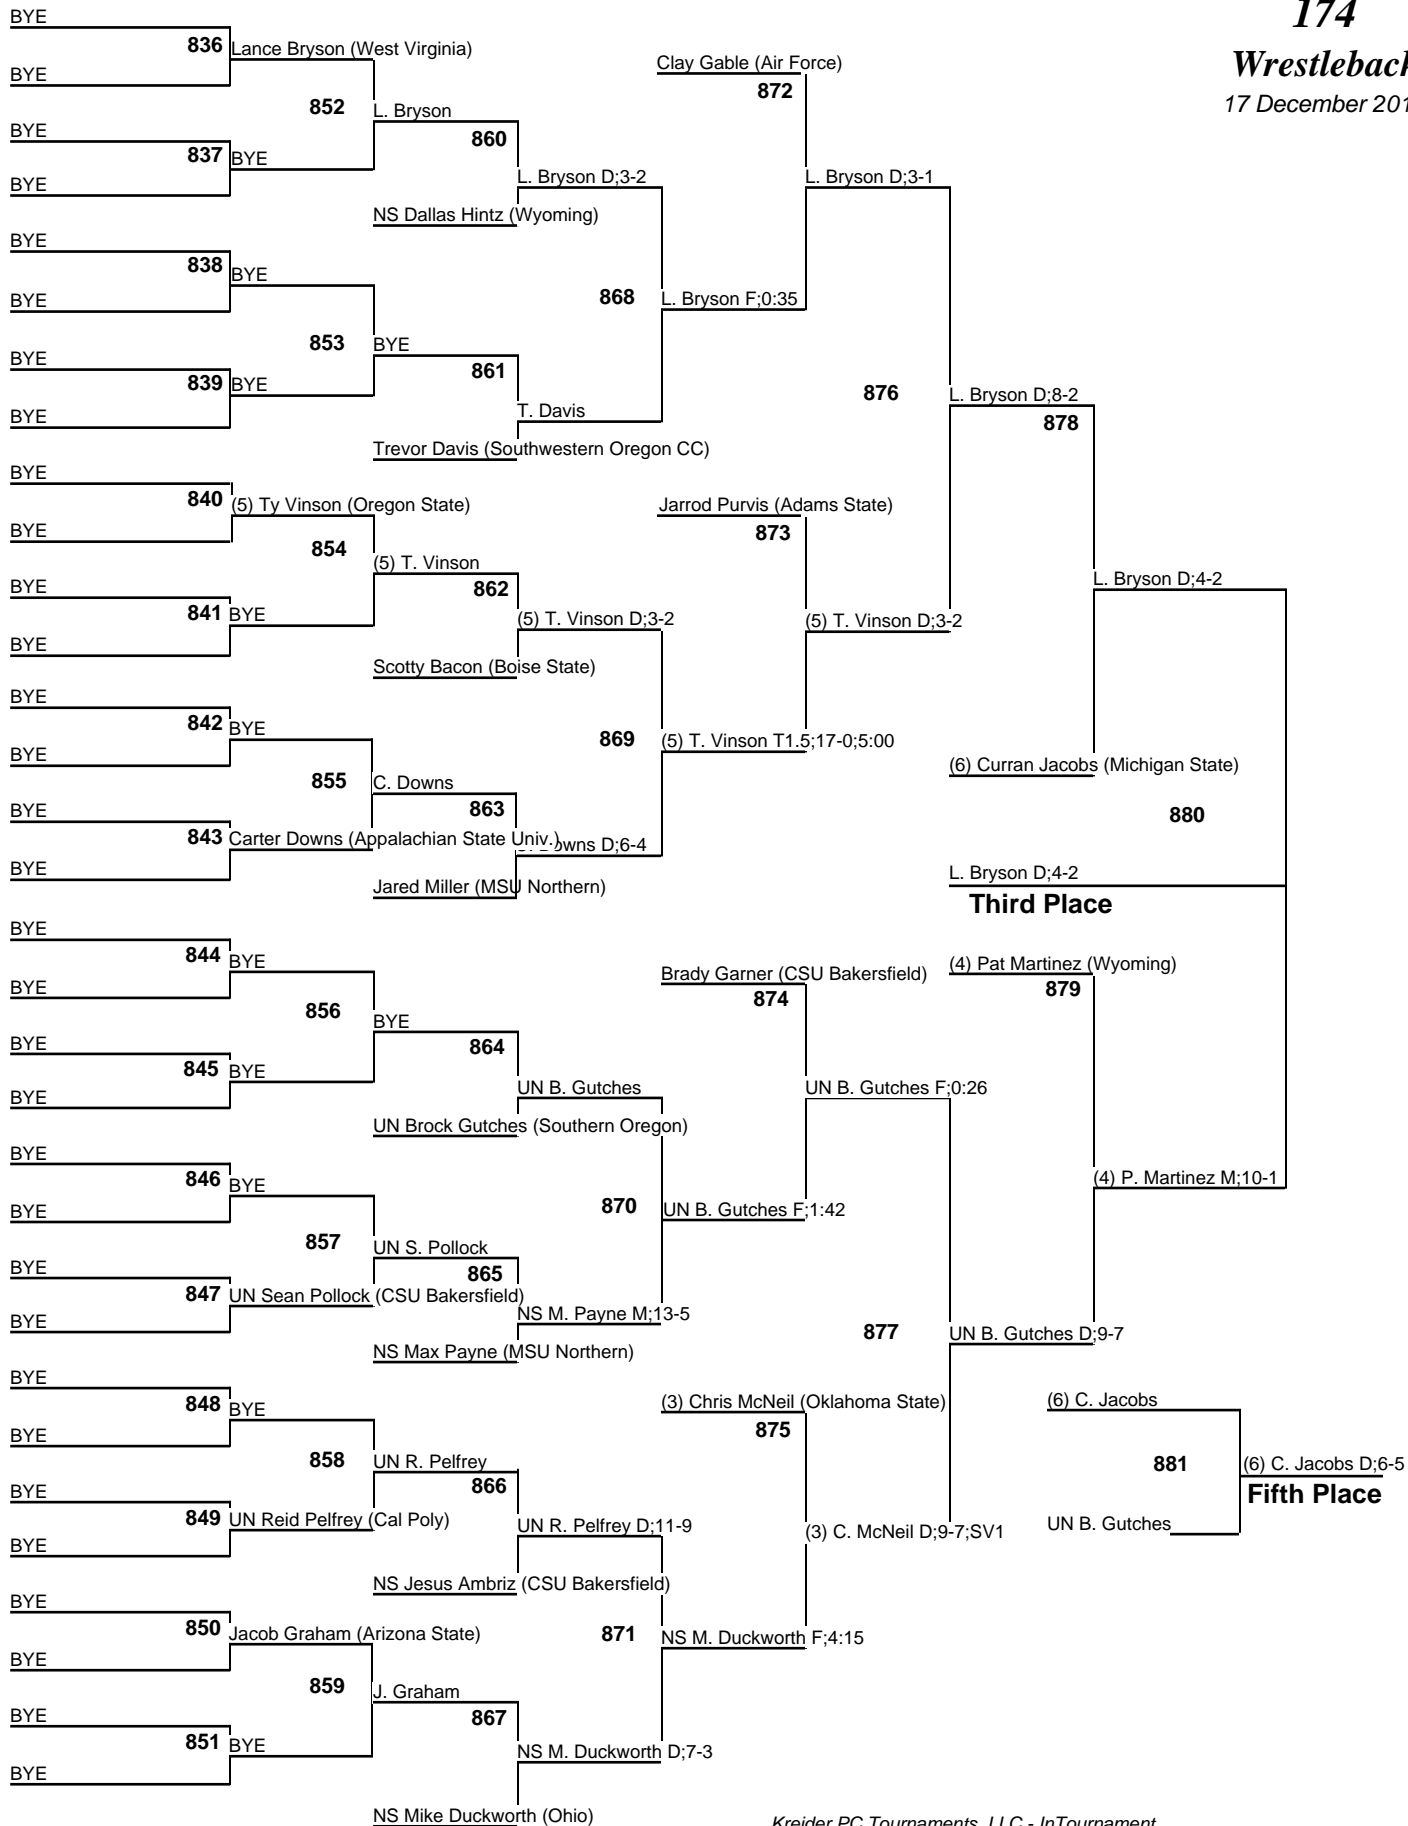 174
Wrestleback
17 December 201
BYE
836 Lance Bryson (West Virginia)
BYE
852 L. Bryson
BYE
837 BYE
BYE
860 L. Bryson D;3-2
NS Dallas Hintz (Wyoming)
BYE
838 BYE
BYE
853 BYE
BYE
839 BYE
BYE
861 T. Davis
Trevor Davis (Southwestern Oregon CC)
868 L. Bryson F;0:35
Clay Gable (Air Force)
872 L. Bryson D;3-1
BYE
840 (5) Ty Vinson (Oregon State)
BYE
854 (5) T. Vinson
BYE
841 BYE
BYE
862 (5) T. Vinson D;3-2
Scotty Bacon (Boise State)
BYE
842 BYE
BYE
855 C. Downs
BYE
843 Carter Downs (Appalachian State Univ.)
BYE
863 Downs D;6-4
Jared Miller (MSU Northern)
869 (5) T. Vinson T1.5;17-0;5:00
Jarrod Purvis (Adams State)
873 (5) T. Vinson D;3-2
876 L. Bryson D;8-2
878 L. Bryson D;4-2
(6) Curran Jacobs (Michigan State)
880
L. Bryson D;4-2
Third Place
BYE
844 BYE
BYE
856 BYE
BYE
845 BYE
BYE
864 UN B. Gutches
UN Brock Gutches (Southern Oregon)
BYE
846 BYE
BYE
857 UN S. Pollock
BYE
847 UN Sean Pollock (CSU Bakersfield)
BYE
865 NS M. Payne M;13-5
NS Max Payne (MSU Northern)
870 UN B. Gutches F;1:42
Brady Garner (CSU Bakersfield)
874 UN B. Gutches F;0:26
(4) Pat Martinez (Wyoming)
879 (4) P. Martinez M;10-1
877 UN B. Gutches D;9-7
BYE
848 BYE
BYE
858 UN R. Pelfrey
BYE
849 UN Reid Pelfrey (Cal Poly)
BYE
866 UN R. Pelfrey D;11-9
NS Jesus Ambriz (CSU Bakersfield)
BYE
850 Jacob Graham (Arizona State)
BYE
859 J. Graham
BYE
851 BYE
BYE
867 NS M. Duckworth D;7-3
NS Mike Duckworth (Ohio)
871 NS M. Duckworth F;4:15
(3) Chris McNeil (Oklahoma State)
875 (3) C. McNeil D;9-7;SV1
(6) C. Jacobs
881 (6) C. Jacobs D;6-5
Fifth Place
UN B. Gutches
Kreider PC Tournaments, LLC - InTournament